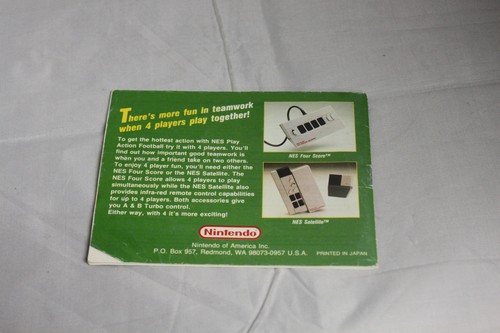 There's more fun in teamwork
when 4 players play together!
To get the hottest action with NES Play
Action Football try it with 4 players. You'll
find out how important good teamwork is
when you and a friend take on two others.
To enjoy 4 player fun, you'll need either the
NES Four Score or the NES Satellite. The
NES Four Score allows 4 players to play
simultaneously while the NES Satellite also
provides infra-red remote control capabilities
for up to 4 players. Both accessories give
you A & B Turbo control.
Either way, with 4 it's more exciting!
NES Four Score™
NES Satellite™
Nintendo
Nintendo of America Inc.
P.O. Box 957, Redmond, WA 98073-0957 U.S.A.
PRINTED IN JAPAN